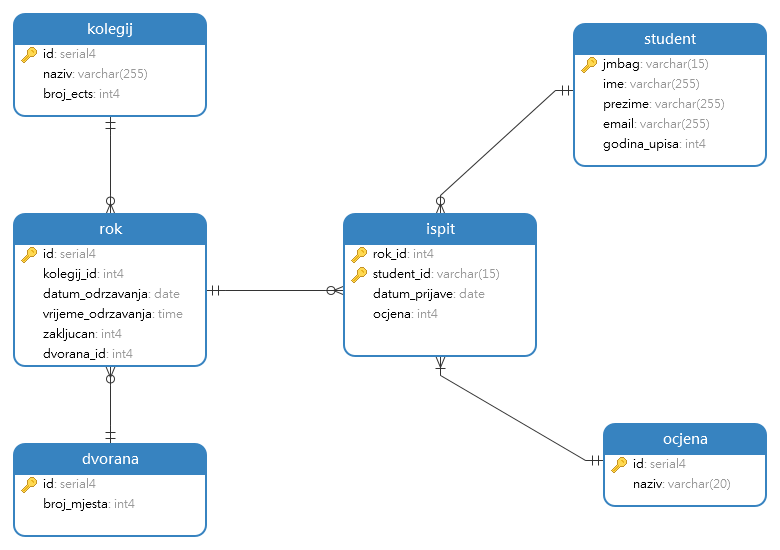 kolegij
id: serial4
naziv: varchar(255)
broj_ects: int4
student
jmbag: varchar(15)
ime: varchar(255)
prezime: varchar(255)
email: varchar(255)
godina_upisa: int4
rok
id: serial4
kolegij_id: int4
datum_odrzavanja: date
vrijeme_odrzavanja: time
zakljucan: int4
dvorana_id: int4
ispit
rok_id: int4
student_id: varchar(15)
datum_prijave: date
ocjena: int4
dvorana
id: serial4
broj_mjesta: int4
ocjena
id: serial4
naziv: varchar(20)